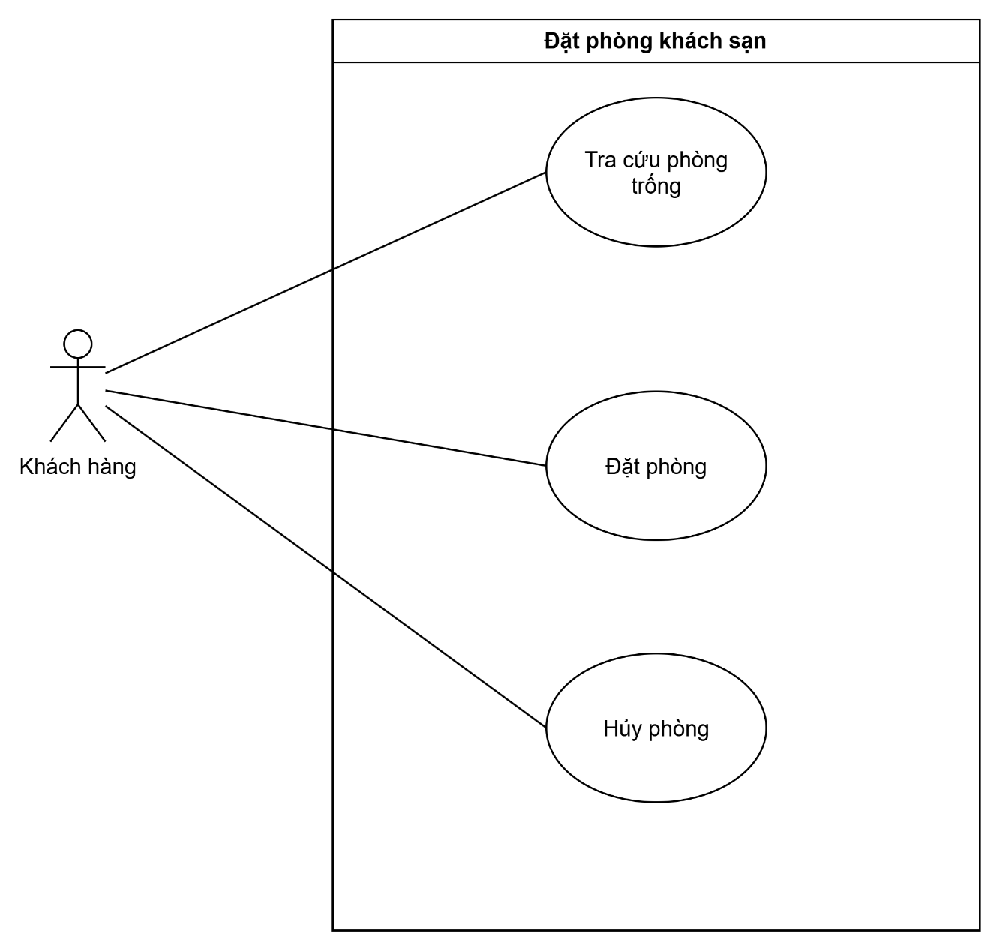 Đặt phòng khách sạn
Tra cứu phòng
trống
Khách hàng
Đặt phòng
Hủy phòng